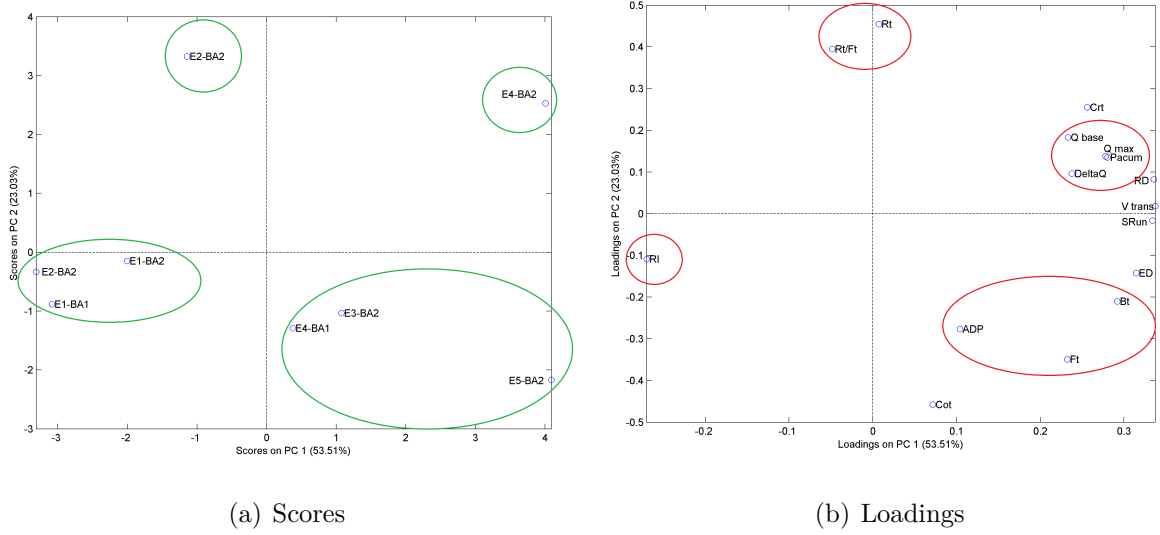 4
3
2
1
0
-1
-2
-3
-3
-2
-1
0
1
2
3
4
Scores on PC 2 (23.03%)
Scores on PC 1 (53.51%)
E2-BA2
E4-BA2
E1-BA2
E2-BA2
E1-BA1
E3-BA2
E4-BA1
E5-BA2
(a) Scores
0.5
0.4
0.3
0.2
0.1
0
-0.1
-0.2
-0.3
-0.4
-0.5
-0.2
-0.1
0
0.1
0.2
0.3
Loadings on PC 2 (23.03%)
Loadings on PC 1 (53.51%)
Rt
Rt/Ft
Crt
Q base
Q max
Pacum
DeltaQ
RD
V trans
SRun
RI
ED
Bt
ADP
Ft
Cot
(b) Loadings